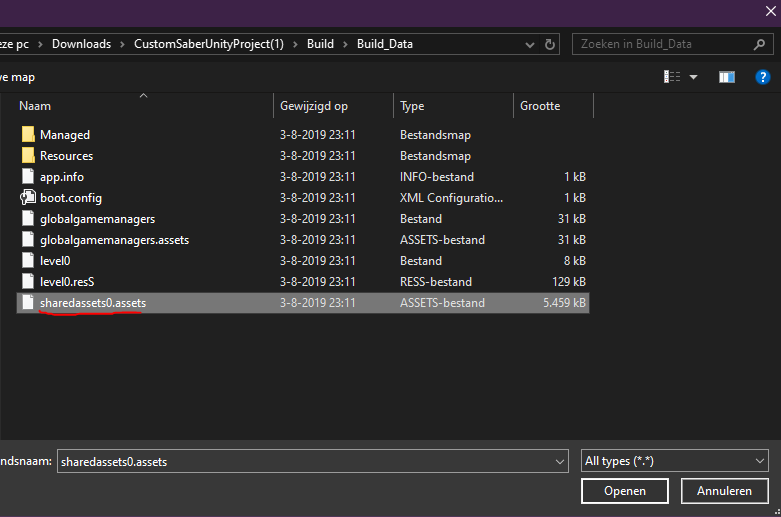 eze pc > Downloads > CustomSaberUnityProject(1) > Build > Build_Data Zoeken in Build_Data
we map
Naam Gewijzigd op Type Grootte
Managed 3-8-2019 23:11 Bestandsmap
Resources 3-8-2019 23:11 Bestandsmap
app.info 3-8-2019 23:11 INFO-bestand 1 kB
boot.config 3-8-2019 23:11 XML Configuratio... 1 kB
globalgamemanagers 3-8-2019 23:11 Bestand 31 kB
globalgamemanagers.assets 3-8-2019 23:11 ASSETS-bestand 31 kB
level0 3-8-2019 23:11 Bestand 8 kB
level0.resS 3-8-2019 23:11 RESS-bestand 129 kB
sharedassets0.assets 3-8-2019 23:11 ASSETS-bestand 5.459 kB
ndsnaam: sharedassets0.assets All types (*.*)
Openen Annuleren